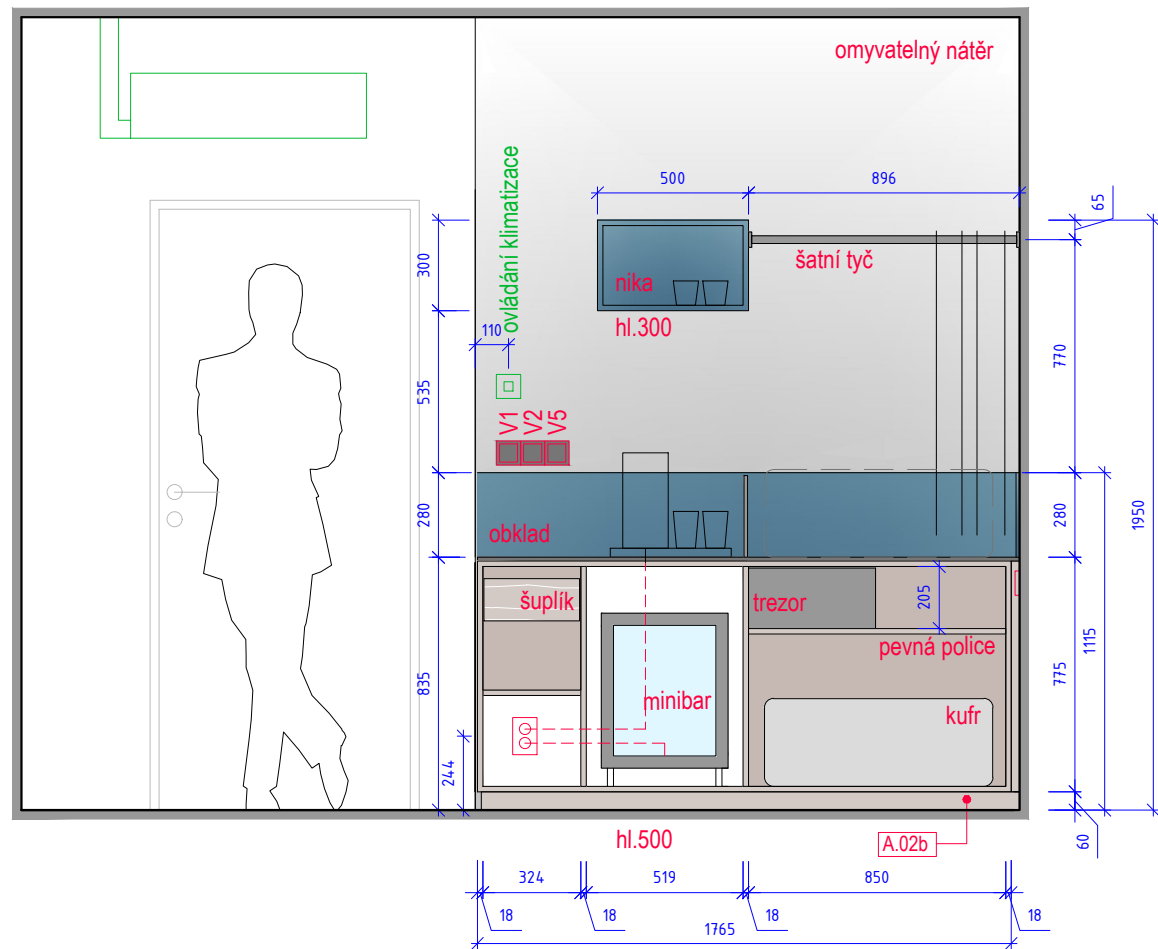 omyvatelný nátěr
ovládání klimatizace
500
896
65
300
nika
šatní tyč
hl.300
110
770
535
V1
V2
V5
280
obklad
280
1950
šuplík
trezor
205
pevná police
1115
835
minibar
kufr
775
244
hl.500
A.02b
60
324
519
850
18
18
18
18
1765